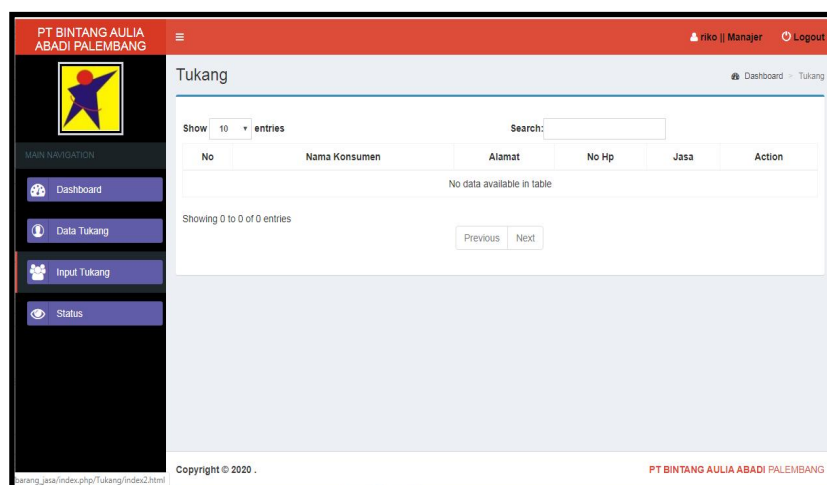 PT BINTANG AULIA
ABADI PALEMBANG
riko || Manajer Logout
Tukang
Dashboard > Tukang
MAIN NAVIGATION
Dashboard
Data Tukang
Input Tukang
Status
Show 10 entries Search:
No Nama Konsumen Alamat No Hp Jasa Action
No data available in table
Showing 0 to 0 of 0 entries
Previous Next
Copyright © 2020 . PT BINTANG AULIA ABADI PALEMBANG
barang_jasa/index.php/Tukang/index2.html